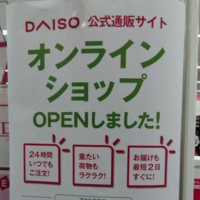 DAISO 公式通販サイト
オンライン
ショップ
OPENしました!
24時間
いつでも
ご注文!
重たい
荷物も
ラクラク!
お届けも
最短2日
すぐに!